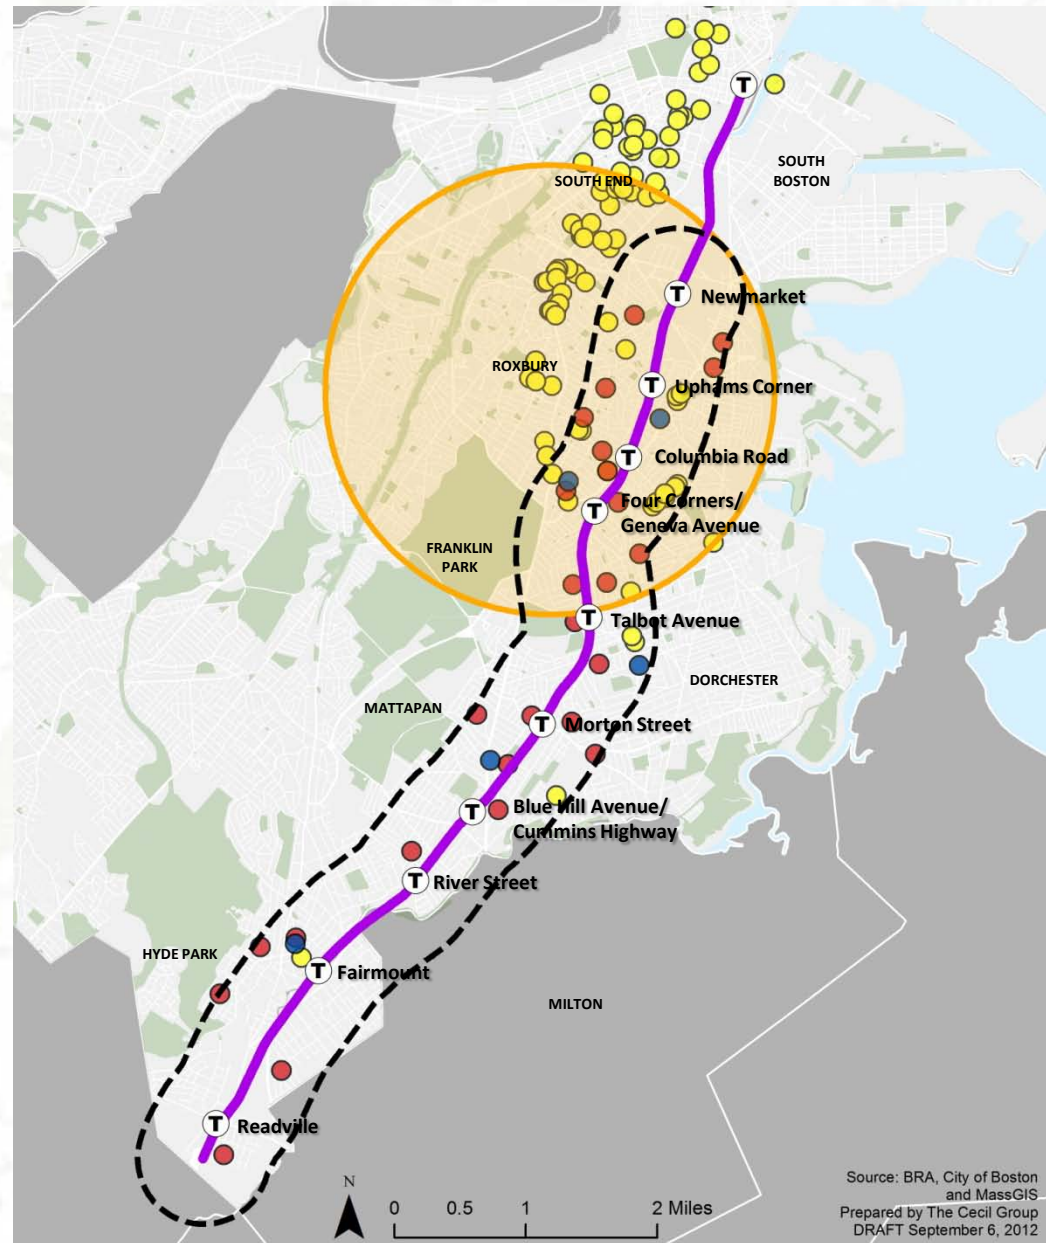 T
SOUTH
BOSTON
SOUTH END
T
Newmarket
ROXBURY
T
Uphams Corner
T
Columbia Road
T
Four Corners/
Geneva Avenue
FRANKLIN
PARK
T
Talbot Avenue
DORCHESTER
MATTAPAN
T
Morton Street
T
Blue Hill Avenue/
Cummins Highway
T
River Street
HYDE PARK
T
Fairmount
MILTON
T
Readville
N
0 0.5 1 2 Miles
Source: BRA, City of Boston
and MassGIS
Prepared by The Cecil Group
DRAFT September 6, 2012